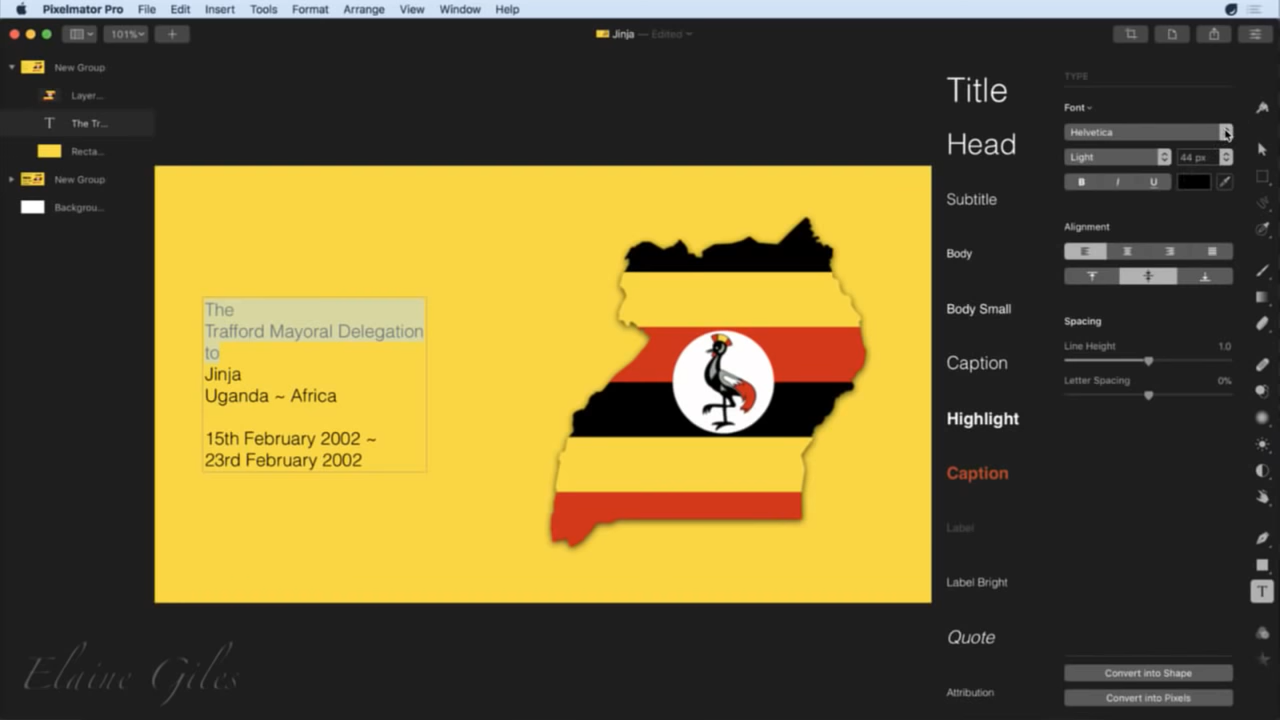 Pixelmator Pro File Edit Insert Tools Format Arrange View Window Help
101% Jinja — Edited
New Group
Layer...
The Tr...
Recta...
New Group
Backgrou...
The
Trafford Mayoral Delegation
to
Jinja
Uganda ~ Africa
15th February 2002 ~
23rd February 2002
Title
Head
Subtitle
Body
Body Small
Caption
Highlight
Caption
Label
Label Bright
Quote
Attribution
TYPE
Font
Helvetica
Light 44 px
B I U
Alignment
Spacing
Line Height 1.0
Letter Spacing 0%
Convert into Shape
Convert into Pixels
Elaine Giles